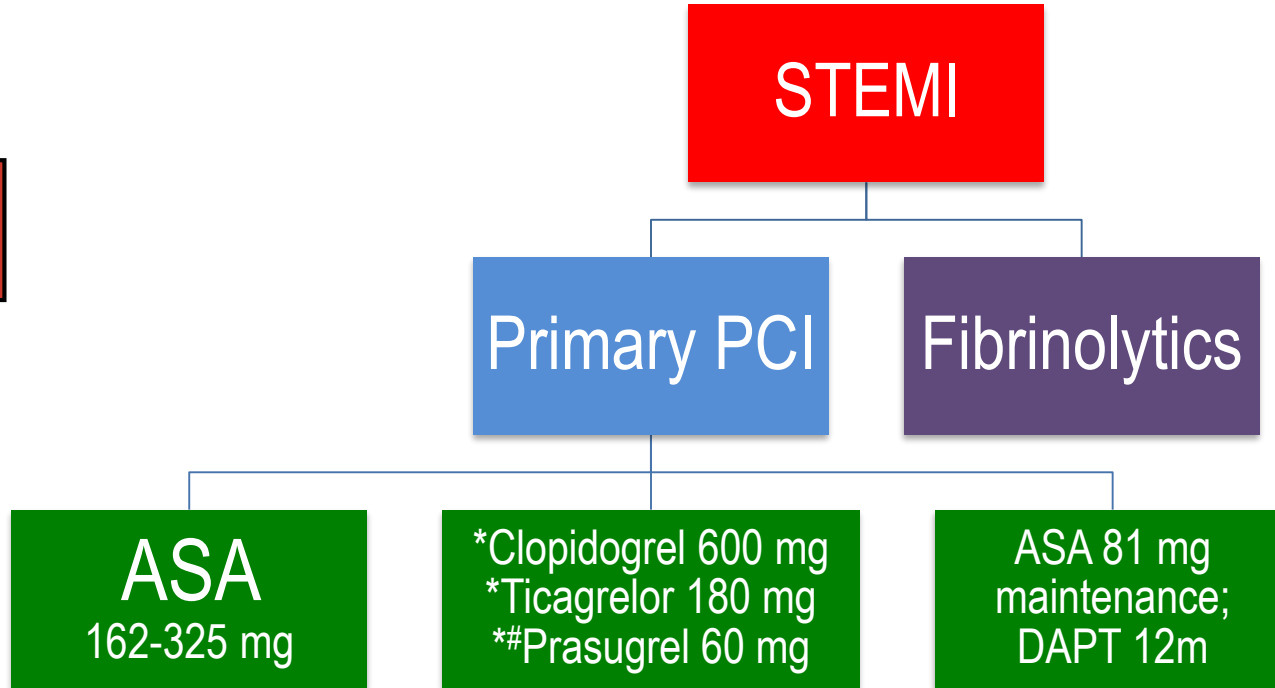 STEMI
Primary PCI
Fibrinolytics
ASA
162-325 mg
*Clopidogrel 600 mg
*Ticagrelor 180 mg
*#Prasugrel 60 mg
ASA 81 mg
maintenance;
DAPT 12m